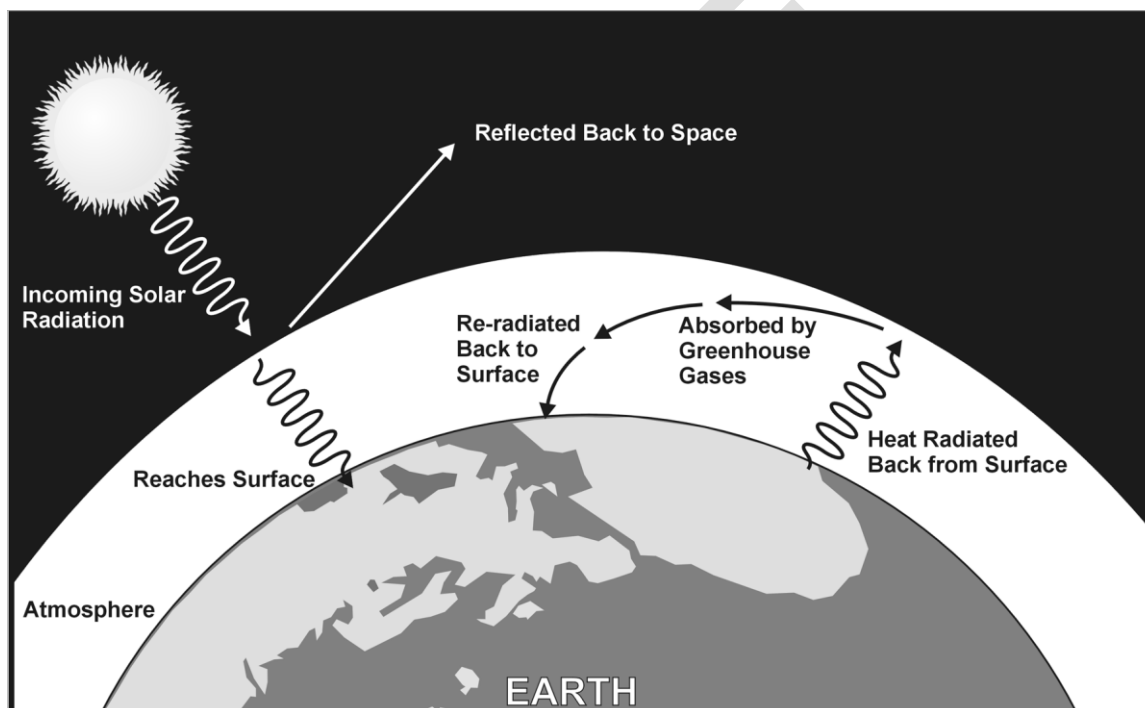 Reflected Back to Space
Incoming Solar
Radiation
Re-radiated
Back to
Surface
Absorbed by
Greenhouse
Gases
Reaches Surface
Heat Radiated
Back from Surface
Atmosphere
EARTH